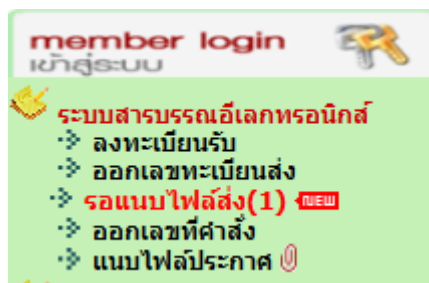 member login
เข้าสู่ระบบ
ระบบสารบรรณอีเลกทรอนิกส์
ลงทะเบียนรับ
ออกเลขทะเบียนส่ง
รอแนบไฟล์ส่ง(1) NEW
ออกเลขที่คำสั่ง
แนบไฟล์ประกาศ